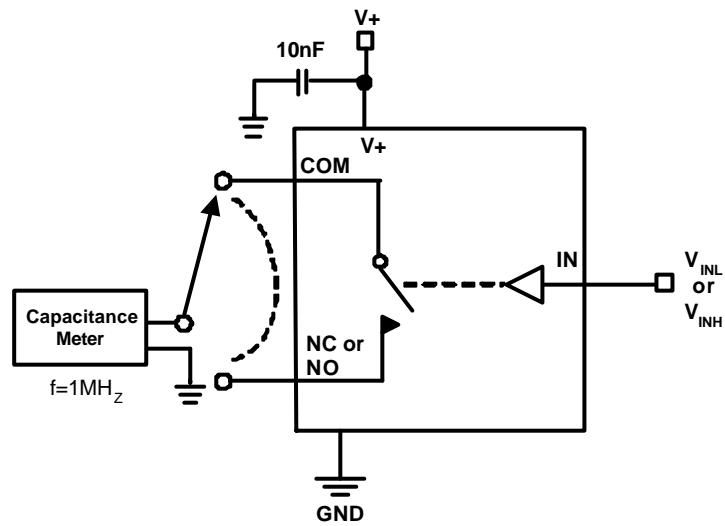 V+
10nF
V+
COM
IN
V_INL
or
V_INH
Capacitance
Meter
NC or
NO
f=1MH_Z
GND